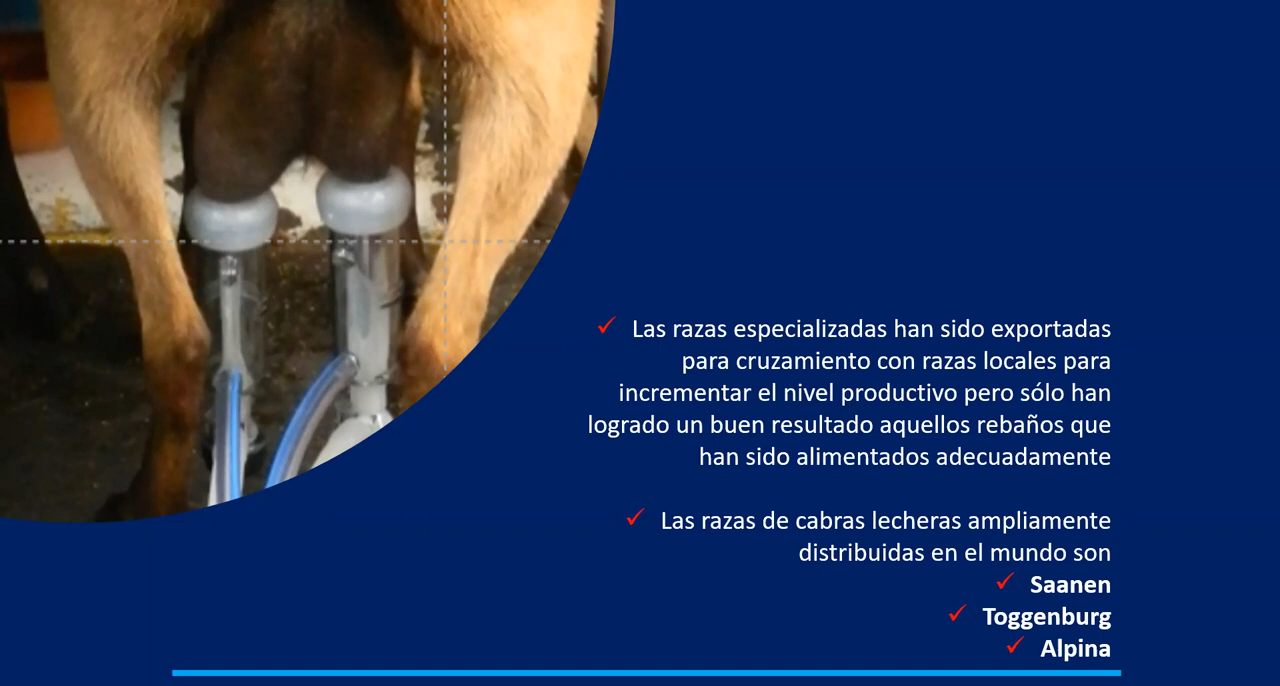 ✓ Las razas especializadas han sido exportadas
para cruzamiento con razas locales para
incrementar el nivel productivo pero sólo han
logrado un buen resultado aquellos rebaños que
han sido alimentados adecuadamente
✓ Las razas de cabras lecheras ampliamente
distribuidas en el mundo son
✓ Saanen
✓ Toggenburg
✓ Alpina